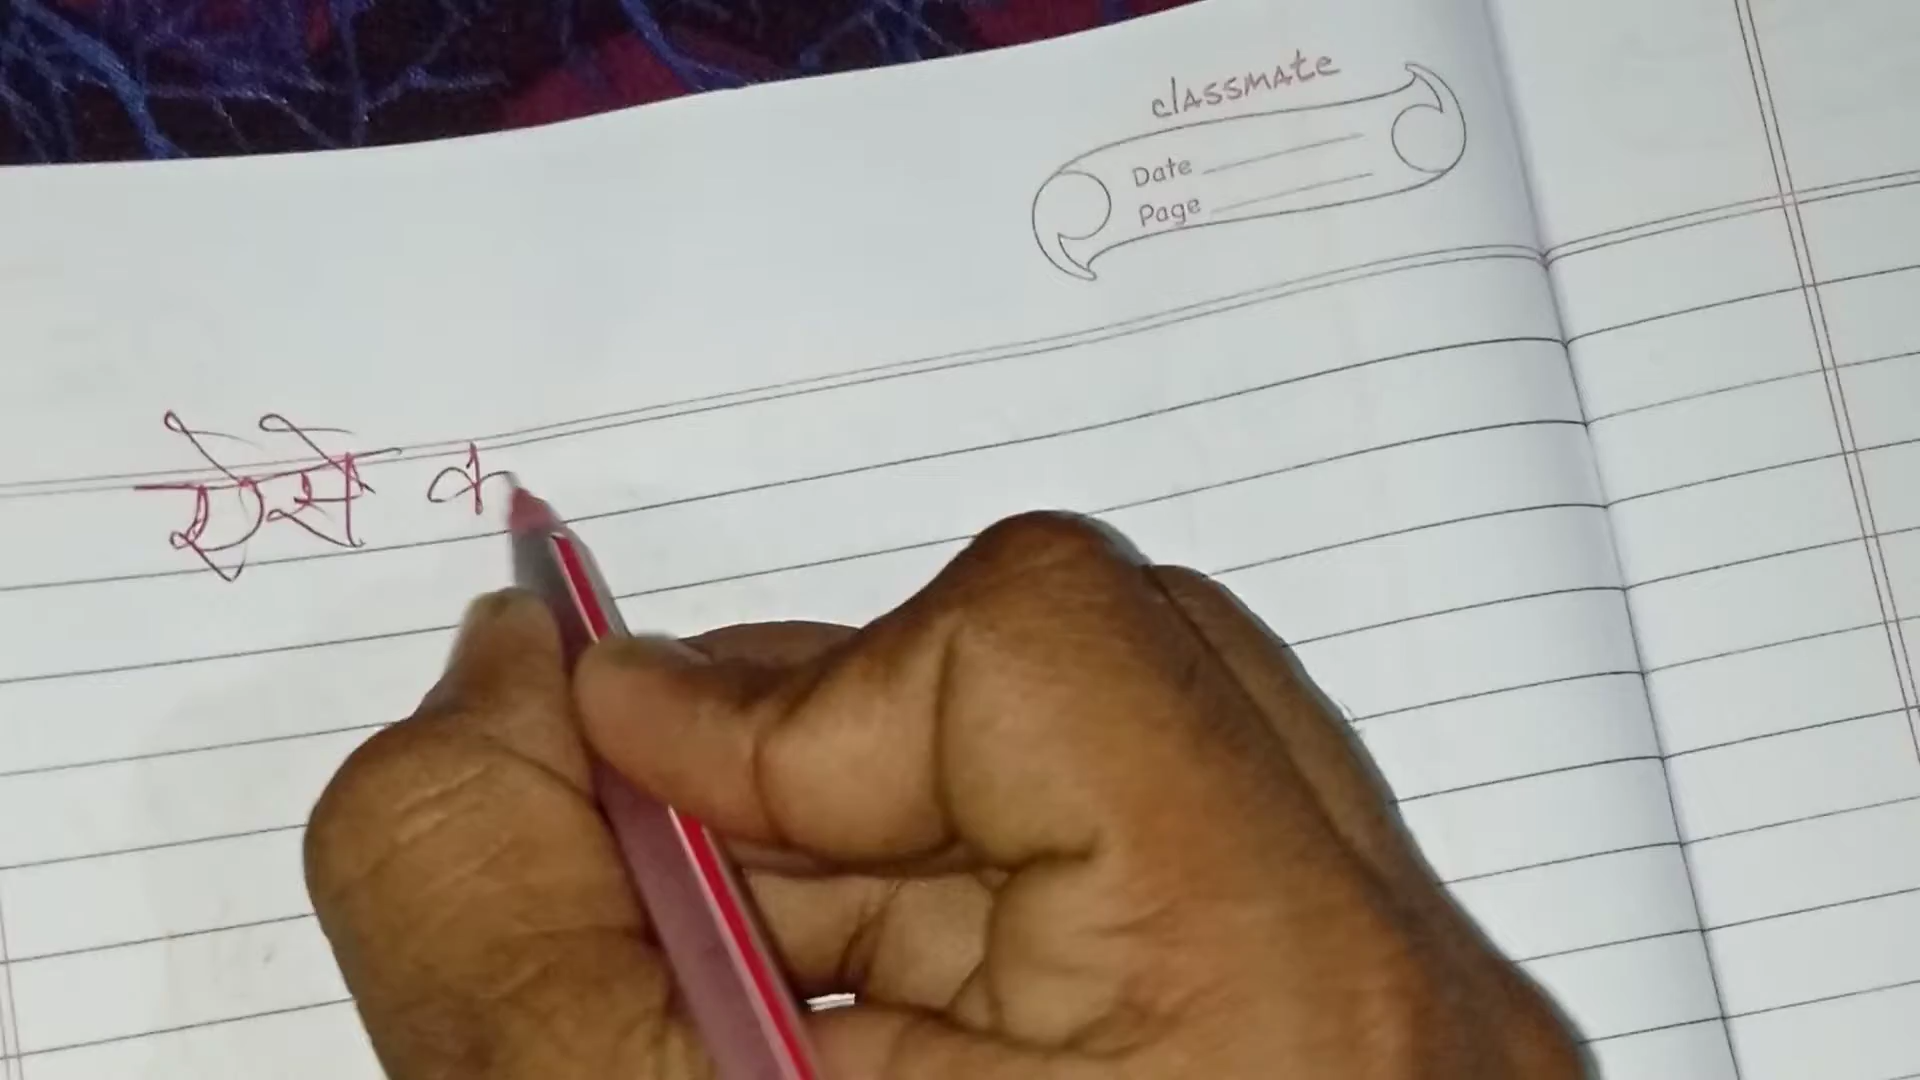 classmate
Date
Page
ऐसे क